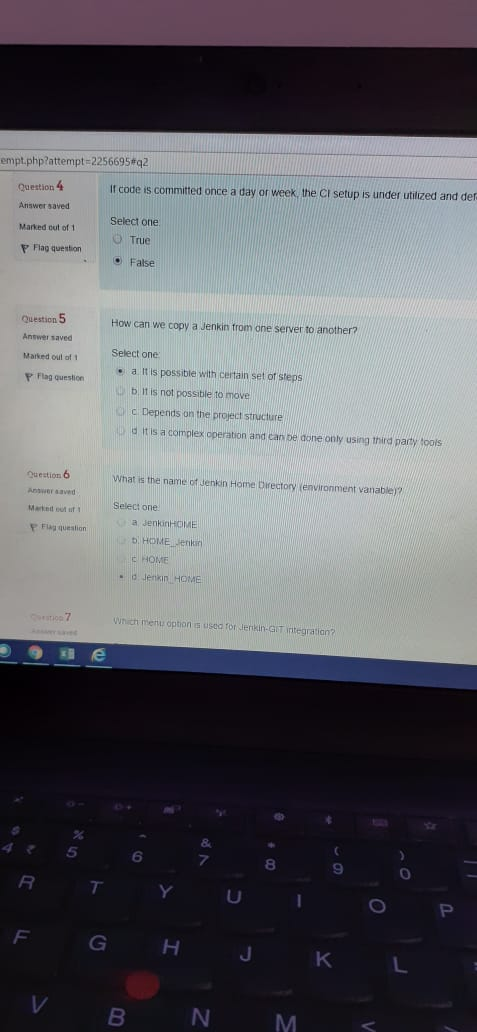 empt.php?attempt=2256695#q2
Question 4
Answer saved
Marked out of 1
Flag question
If code is committed once a day or week, the CI setup is under utilized and def
Select one:
True
False
Question 5
Answer saved
Marked out of 1
Flag question
How can we copy a Jenkin from one server to another?
Select one:
a. It is possible with certain set of steps
b. It is not possible to move
c. Depends on the project structure
d. It is a complex operation and can be done only using third party tools
Question 6
Answer saved
Marked out of 1
Flag question
What is the name of Jenkin Home Directory (environment variable)?
Select one:
a. JenkinHOME
b. HOME_Jenkin
c. HOME
d. Jenkin_HOME
Question 7
Answer saved
Which menu option is used for Jenkin-GIT integration?
$ % & * ( )
4 ₹ 5 6 7 8 9 0
R T Y U I O P
F G H J K L
V B N M <